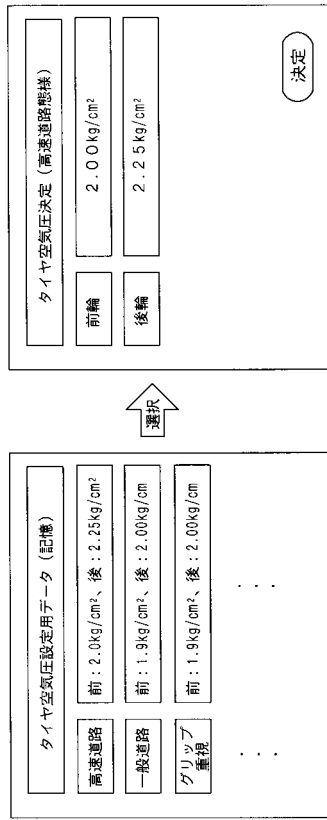 タイヤ空気圧設定用データ（記憶）
高速道路
前：2.0kg/cm²、後：2.25kg/cm²
一般道路
前：1.9kg/cm²、後：2.00kg/cm
グリップ
重視
前：1.9kg/cm²、後：2.00kg/cm
・・・
・・・
選択
タイヤ空気圧決定（高速道路態様）
前輪
2.00kg/cm²
後輪
2.25kg/cm²
決定